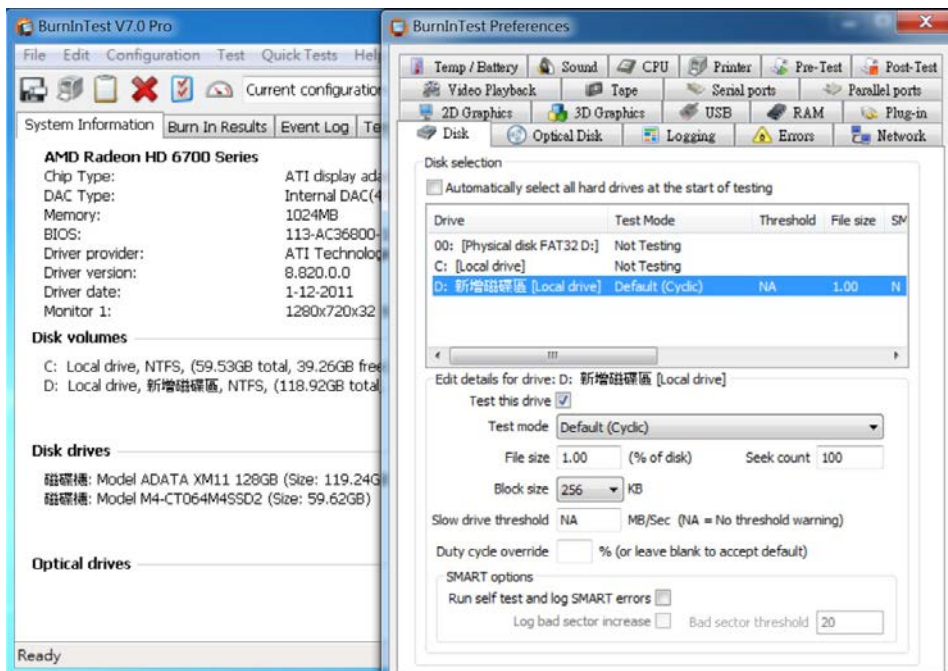 BurnInTest V7.0 Pro
File Edit Configuration Test Quick Tests Help
Current configuration
System Information Burn In Results Event Log
AMD Radeon HD 6700 Series
Chip Type: ATI display
DAC Type: Internal
Memory: 1024MB
BIOS: 113-AC36800-
Driver provider: ATI
Driver version: 8.820.0.0
Driver date: 1-12-2011
Monitor 1: 1280x720x32
Disk volumes
C: Local drive, NTFS, (59.53GB total, 39.26GB free
D: Local drive, 新增磁碟區, NTFS, (118.92GB total,
Disk drives
磁碟機: Model ADATA XM11 128GB (Size: 119.24G
磁碟機: Model M4-CT064M4SSD2 (Size: 59.62GB)
Optical drives
Ready
BurnInTest Preferences
Temp / Battery Sound CPU Printer Pre-Test Post-Test
Video Playback Tape Serial ports Parallel ports
2D Graphics 3D Graphics USB RAM Plug-in
Disk Optical Disk Logging Errors Network
Disk selection
Automatically select all hard drives at the start of testing
Drive Test Mode Threshold File size SM
00: [Physical disk FAT32 D:] Not Testing
C: [Local drive] Not Testing
D: 新增磁碟區 [Local drive] Default (Cyclic) NA 1.00 N
Edit details for drive: D: 新增磁碟區 [Local drive]
Test this drive
Test mode Default (Cyclic)
File size 1.00 (% of disk) Seek count 100
Block size 256 KB
Slow drive threshold NA MB/Sec (NA = No threshold warning)
Duty cycle override % (or leave blank to accept default)
SMART options
Run self test and log SMART errors
Log bad sector increase Bad sector threshold 20